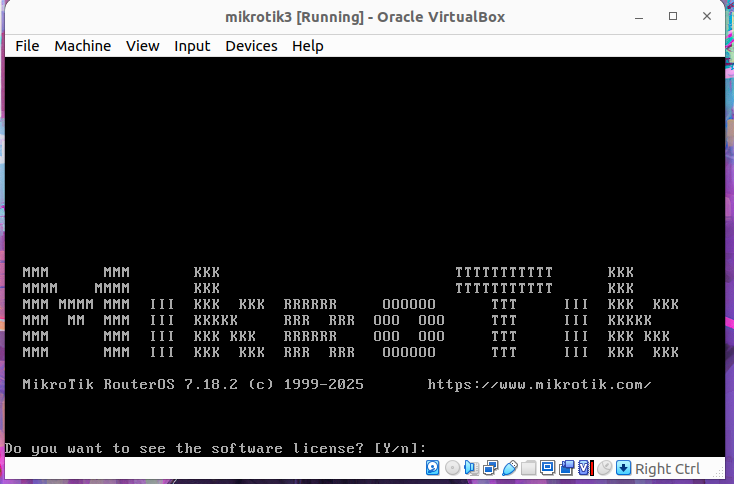 mikrotik3 [Running] - Oracle VirtualBox
File Machine View Input Devices Help
MMM      MMM       KKK                          TTTTTTTTTTT      KKK
MMMM    MMMM       KKK                          TTTTTTTTTTT      KKK
MMM MMMM MMM  III  KKK  KKK  RRRRRR     OOOOOO      TTT     III  KKK  KKK
MMM  MM  MMM  III  KKKKK     RRR  RRR  OOO  OOO     TTT     III  KKKKK
MMM      MMM  III  KKK KKK   RRRRRR    OOO  OOO     TTT     III  KKK KKK
MMM      MMM  III  KKK  KKK  RRR  RRR   OOOOOO      TTT     III  KKK  KKK
MikroTik RouterOS 7.18.2 (c) 1999-2025       https://www.mikrotik.com/
Do you want to see the software license? [Y/n]:
Right Ctrl